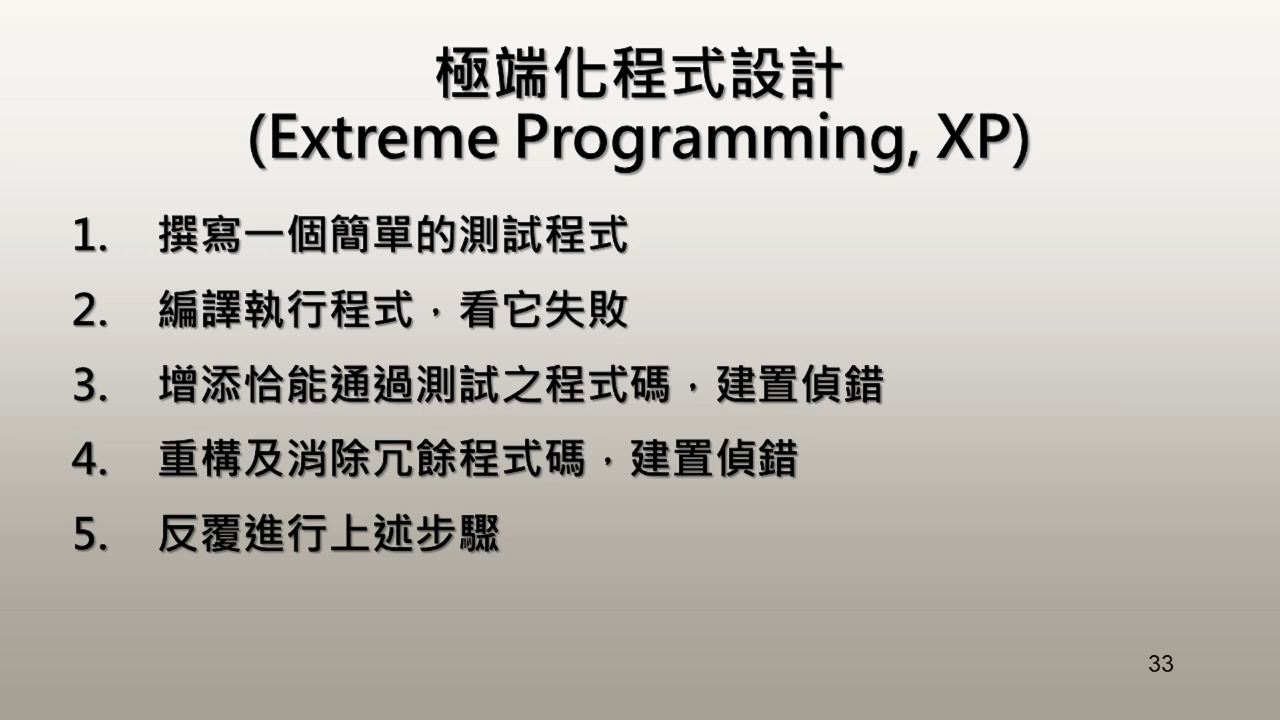 極端化程式設計
(Extreme Programming, XP)
1. 撰寫一個簡單的測試程式
2. 編譯執行程式，看它失敗
3. 增添恰能通過測試之程式碼，建置偵錯
4. 重構及消除冗餘程式碼，建置偵錯
5. 反覆進行上述步驟
33